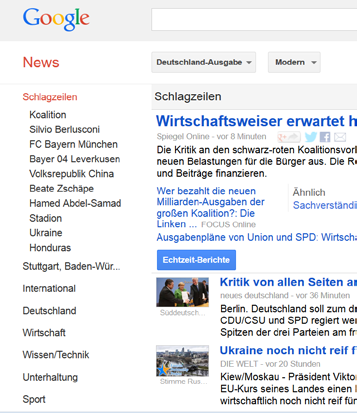 Google
News
Deutschland-Ausgabe
Modern
Schlagzeilen
Koalition
Silvio Berlusconi
FC Bayern München
Bayer 04 Leverkusen
Volksrepublik China
Beate Zschäpe
Hamed Abdel-Samad
Stadion
Ukraine
Honduras
Stuttgart, Baden-Wür...
International
Deutschland
Wirtschaft
Wissen/Technik
Unterhaltung
Sport
Schlagzeilen
Wirtschaftsweiser erwartet h
Spiegel Online - vor 8 Minuten
Die Kritik an den schwarz-roten Koalitionsvorl
neuen Belastungen für die Bürger aus. Die Re
und Beiträge finanzieren.
Wer bezahlt die neuen
Milliarden-Ausgaben der
großen Koalition?: Die
Linken ... FOCUS Online
Ähnlich
Sachverständi
Ausgabenpläne von Union und SPD: Wirtscha
Echtzeit-Berichte
Süddeutsch...
Kritik von allen Seiten an
neues deutschland - vor 36 Minuten
Berlin. Deutschland soll zum dr
CDU/CSU und SPD regiert wer
Spitzen der drei Parteien am fr
Stimme Rus...
Ukraine noch nicht reif f
DIE WELT - vor 20 Stunden
Kiew/Moskau - Präsident Viktor
EU-Kurs seines Landes einen I
wirtschaftlich noch nicht reif für